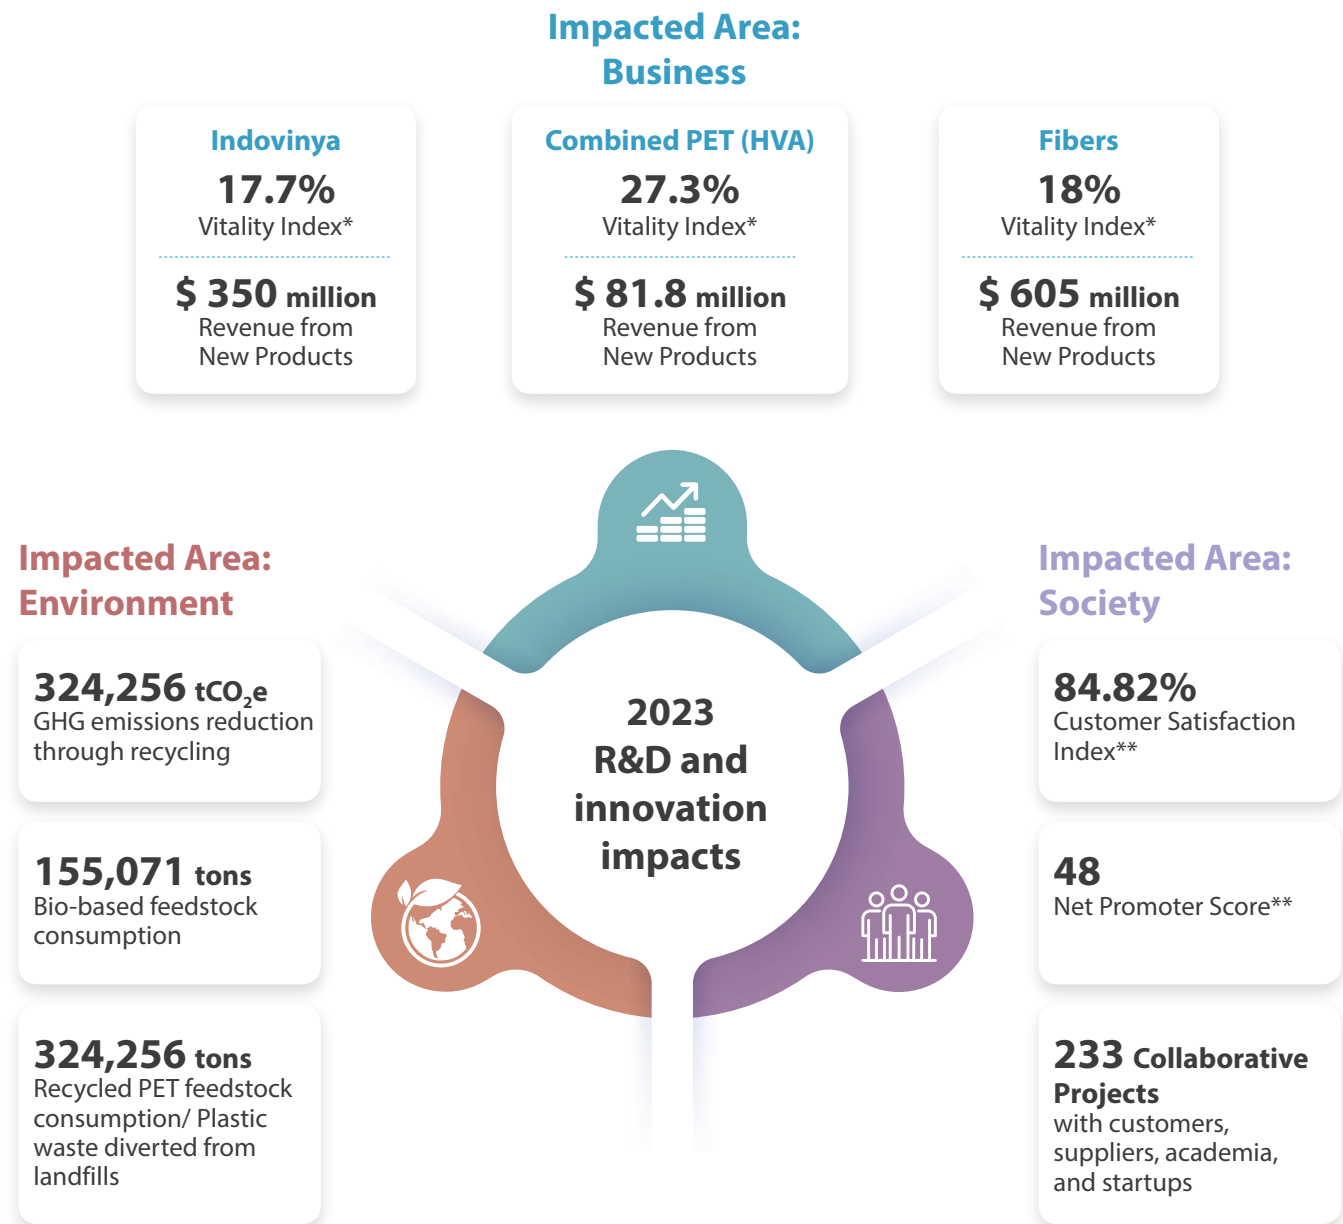 Impacted Area:
Business
Indovinya
17.7%
Vitality Index*
$ 350 million
Revenue from
New Products
Combined PET (HVA)
27.3%
Vitality Index*
$ 81.8 million
Revenue from
New Products
Fibers
18%
Vitality Index*
$ 605 million
Revenue from
New Products
Impacted Area:
Environment
324,256 tCO₂e
GHG emissions reduction
through recycling
155,071 tons
Bio-based feedstock
consumption
324,256 tons
Recycled PET feedstock
consumption/ Plastic
waste diverted from
landfills
2023
R&D and
innovation
impacts
Impacted Area:
Society
84.82%
Customer Satisfaction
Index**
48
Net Promoter Score**
233 Collaborative
Projects
with customers,
suppliers, academia,
and startups